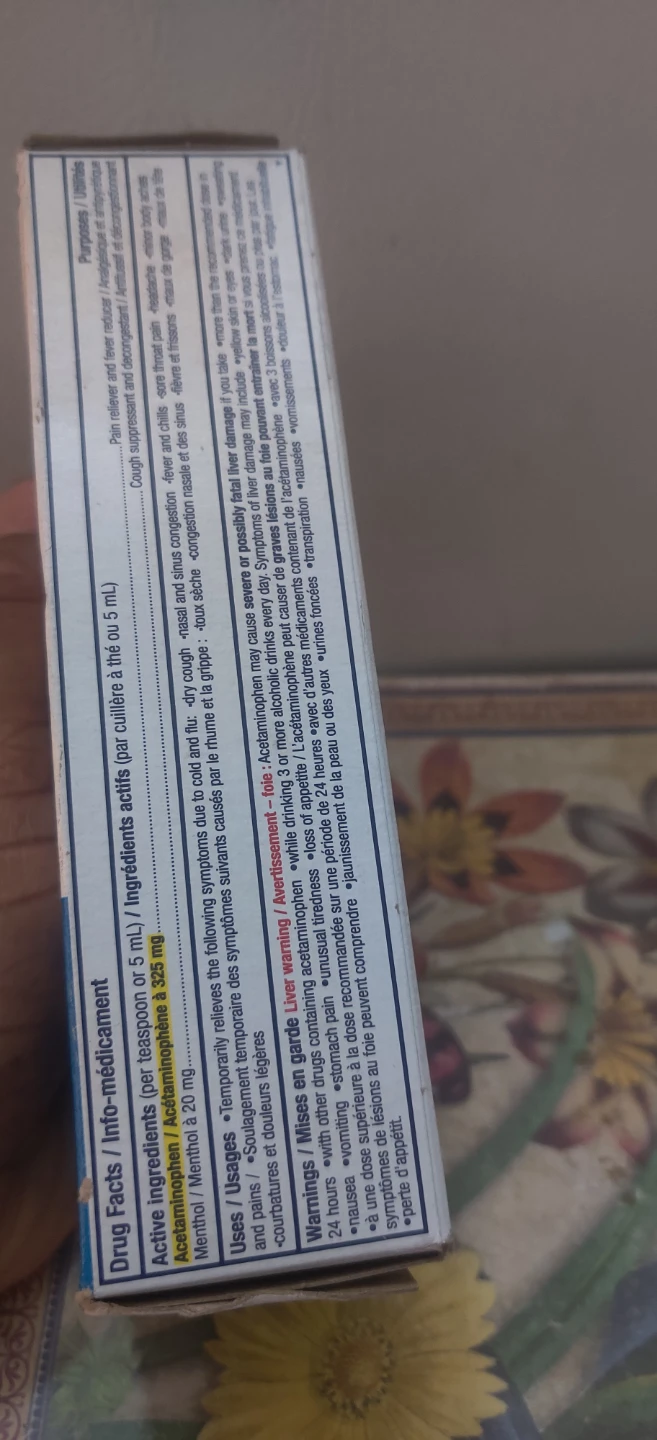 Drug Facts / Info-médicament
Active ingredients (per teaspoon or 5 mL) / Ingrédients actifs (par cuillère à thé ou 5 mL) Purposes / Utilités
Acetaminophen / Acétaminophène à 325 mg Pain reliever and fever reducer / Analgésique et antipyrétique
Menthol / Menthol à 20 mg Cough suppressant and decongestant / Antitussif et décongestionnant
Uses / Usages •Temporarily relieves the following symptoms due to cold and flu: •dry cough •nasal and sinus congestion •fever and chills •sore throat pain •headache •minor body aches
and pains / •Soulagement temporaire des symptômes suivants causés par le rhume et la grippe : •toux sèche •congestion nasale et des sinus •fièvre et frissons •maux de gorge •maux de tête
•courbatures et douleurs légères
Warnings / Mises en garde Liver warning / Avertissement – foie : Acetaminophen may cause severe or possibly fatal liver damage if you take •more than the recommended dose in
24 hours •with other drugs containing acetaminophen •while drinking 3 or more alcoholic drinks every day. Symptoms of liver damage may include •yellow skin or eyes •dark urine •sweating
•nausea •vomiting •stomach pain •unusual tiredness •loss of appetite / L'acétaminophène peut causer de graves lésions au foie pouvant entraîner la mort si vous prenez ce médicament
•à une dose supérieure à la dose recommandée sur une période de 24 heures •avec d'autres médicaments contenant de l'acétaminophène •avec 3 boissons alcoolisées ou plus par jour. Les
symptômes de lésions au foie peuvent comprendre •jaunissement de la peau ou des yeux •urines foncées •transpiration •nausées •vomissements •douleur à l'estomac •fatigue inhabituelle
•perte d'appétit.